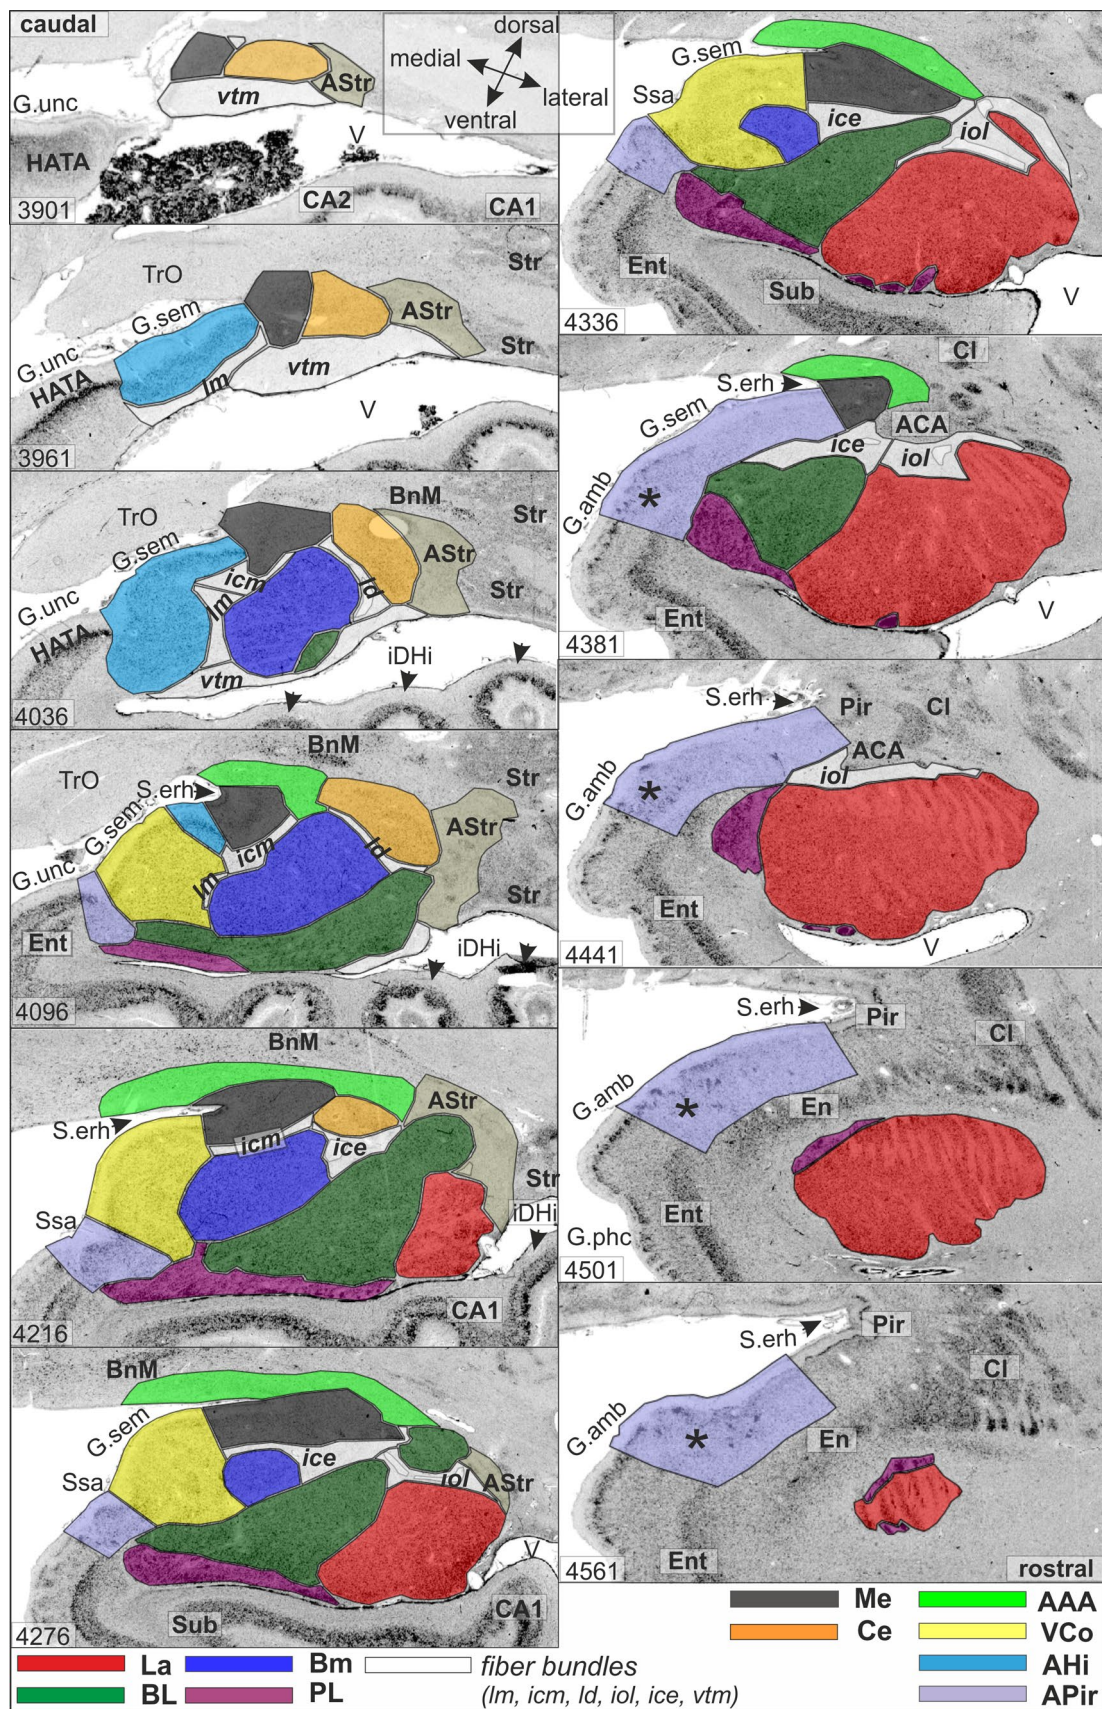 caudal
dorsal
medial
lateral
ventral
AStr
vtm
G.unc
V
HATA
CA2
CA1
3901
TrO
Str
G.sem
AStr
Str
G.unc
HATA
lm
vtm
V
3961
BnM
TrO
Str
G.sem
AStr
icm
ld
Str
G.unc
lm
HATA
iDHi
vtm
4036
BnM
TrO
Str
S.erh
G.sem
AStr
icm
ld
G.unc
lm
Str
Ent
iDHi
4096
BnM
AStr
S.erh
icm
ice
Str
Ssa
iDHi
CA1
4216
BnM
G.sem
ice
Ssa
iol
AStr
V
CA1
Sub
4276
G.sem
Ssa
ice
iol
Ent
Sub
V
4336
Cl
S.erh
G.sem
ACA
ice
iol
G.amb
*
V
Ent
4381
S.erh
Pir
Cl
ACA
iol
G.amb
*
Ent
V
4441
S.erh
Pir
Cl
G.amb
*
En
Ent
G.phc
4501
S.erh
Pir
Cl
G.amb
*
En
Ent
4561
rostral
Me
AAA
Ce
VCo
La
Bm
fiber bundles
AHi
BL
PL
(lm, icm, ld, iol, ice, vtm)
APir